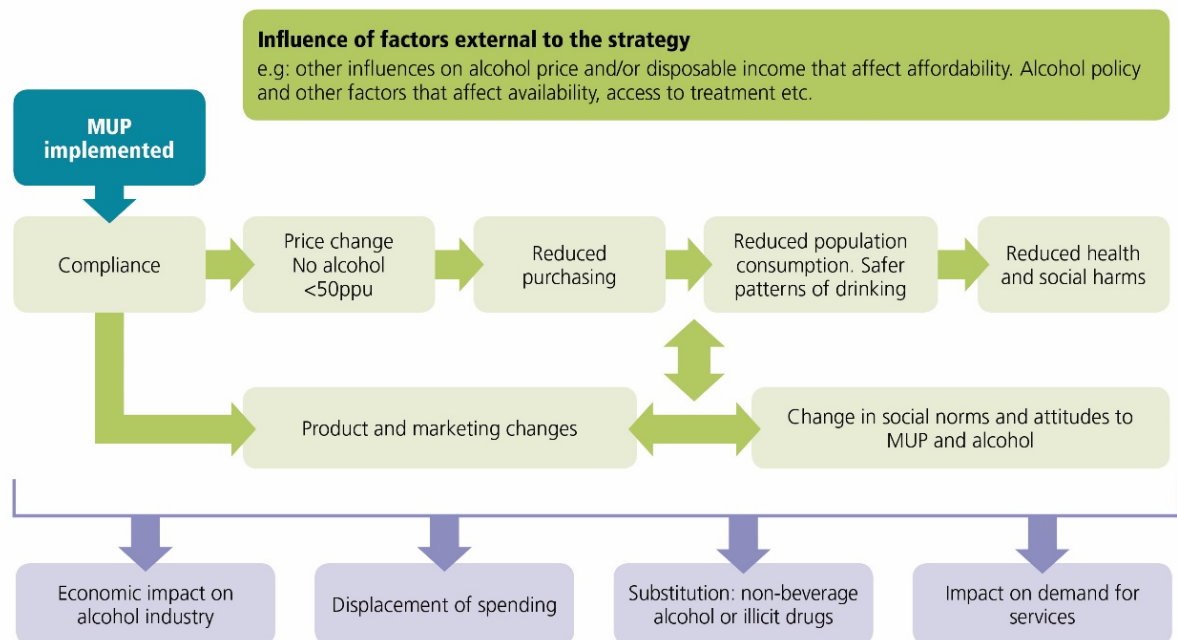 Influence of factors external to the strategy
e.g: other influences on alcohol price and/or disposable income that affect affordability. Alcohol policy
and other factors that affect availability, access to treatment etc.
MUP
implemented
Compliance
Price change
No alcohol
<50ppu
Reduced
purchasing
Reduced population
consumption. Safer
patterns of drinking
Reduced health
and social harms
Product and marketing changes
Change in social norms and attitudes to
MUP and alcohol
Economic impact on
alcohol industry
Displacement of spending
Substitution: non-beverage
alcohol or illicit drugs
Impact on demand for
services